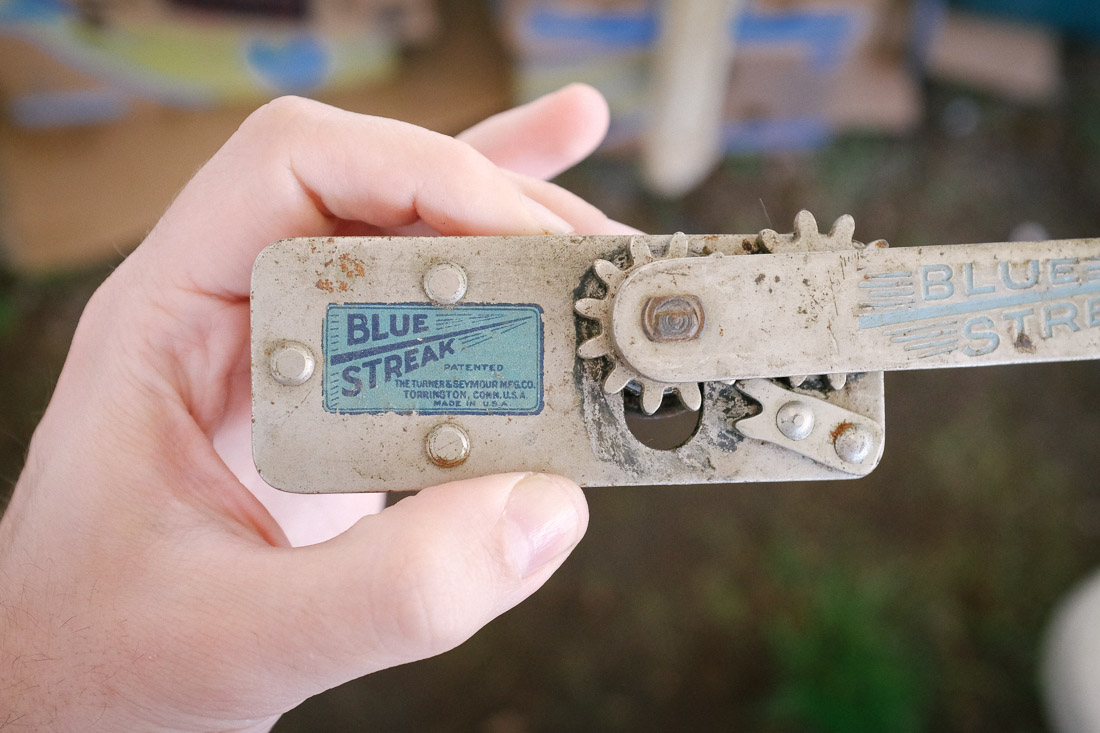 BLUE
STREAK
PATENTED
THE TURNER & SEYMOUR MFG. CO.
TORRINGTON, CONN. U.S.A.
MADE IN U.S.A.
BLUE
STRE